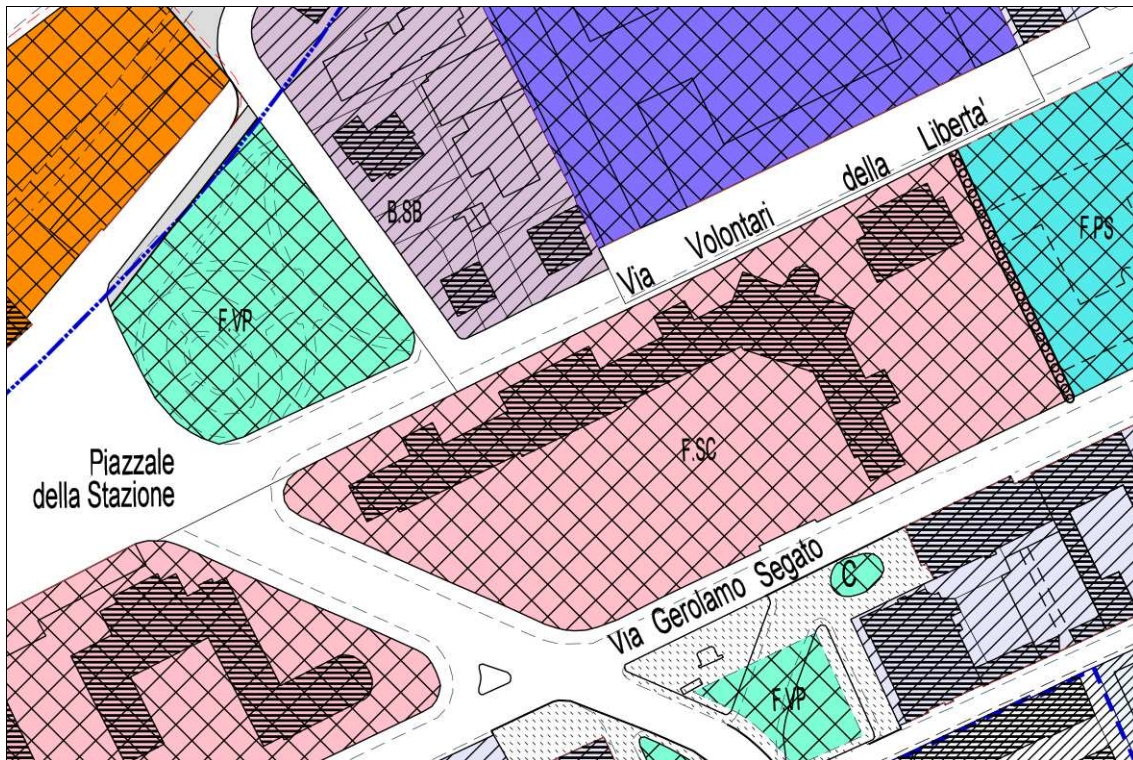 B.SB
Via Volontari della Liberta'
F.PS
F.VP
F.SC
Piazzale
della Stazione
Via Gerolamo Segato
C
F.VP